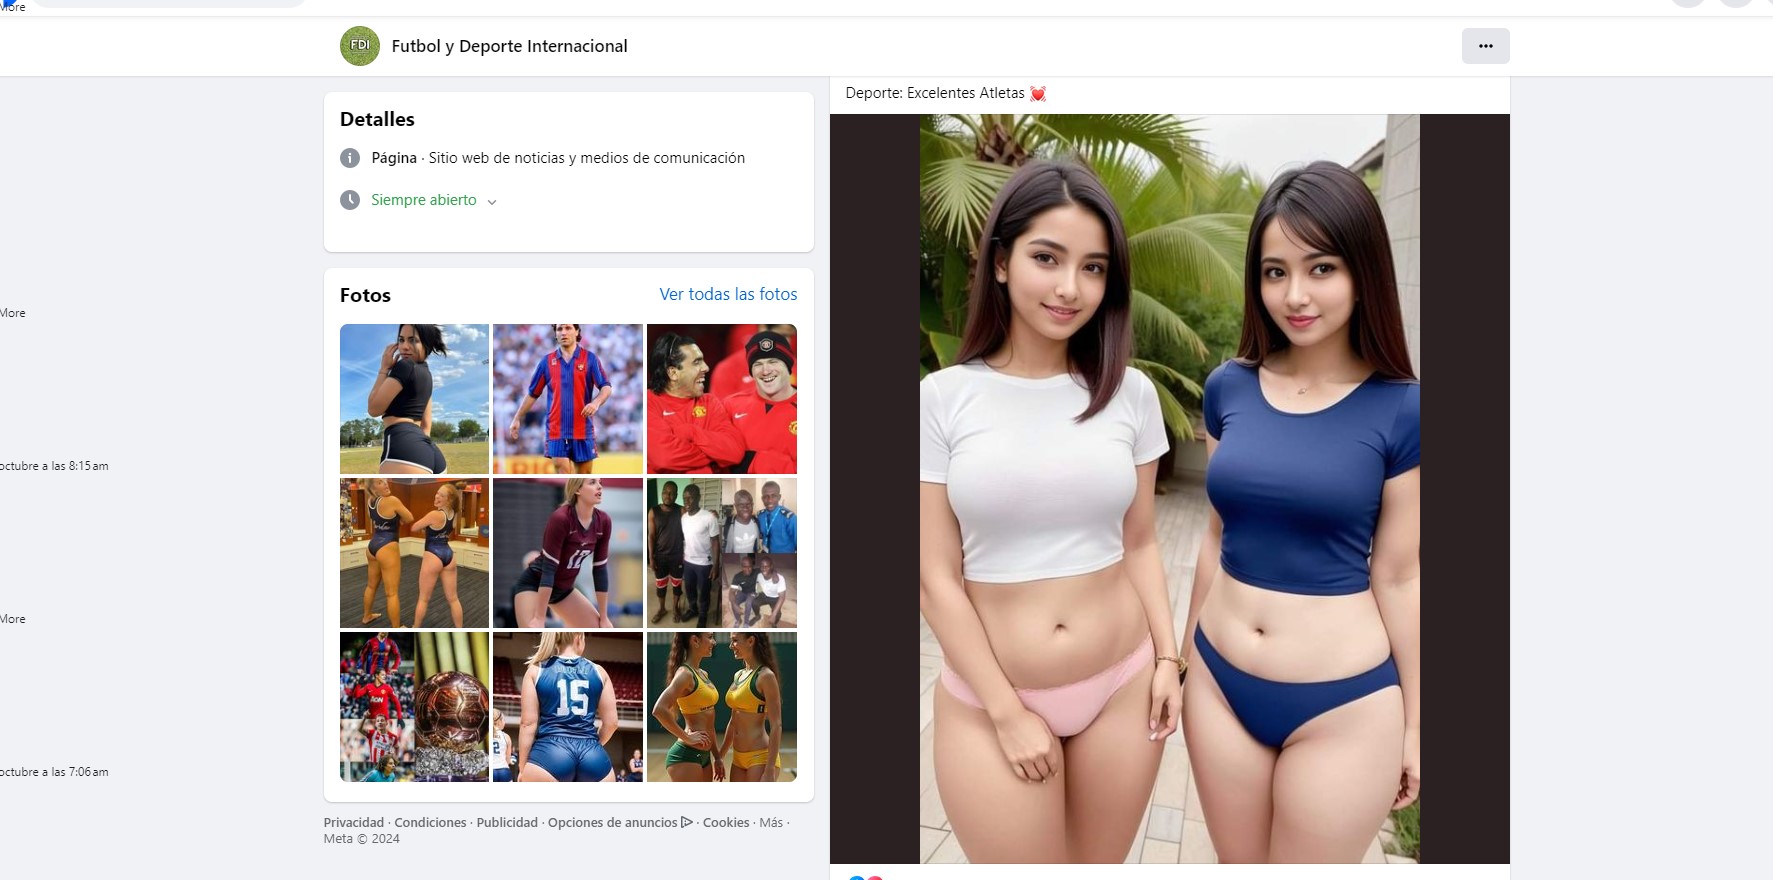 More
FDI
Futbol y Deporte Internacional
Deporte: Excelentes Atletas
Detalles
Página · Sitio web de noticias y medios de comunicación
Siempre abierto
Fotos
Ver todas las fotos
More
octubre a las 8:15 am
12
More
15
2
octubre a las 7:06 am
Privacidad · Condiciones · Publicidad · Opciones de anuncios · Cookies · Más ·
Meta © 2024